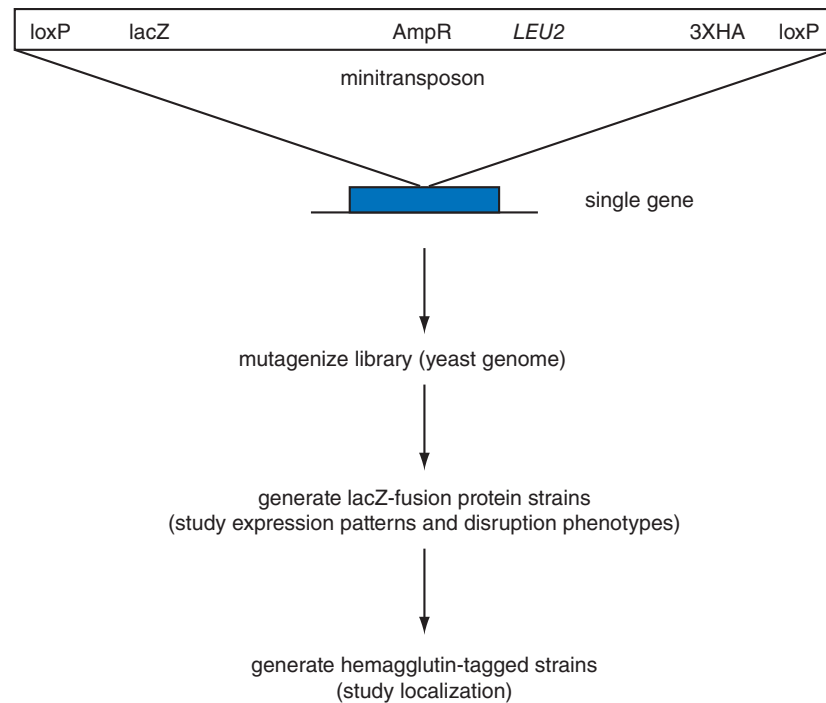 loxP lacZ AmpR LEU2 3XHA loxP
minitransposon
single gene
mutagenize library (yeast genome)
generate lacZ-fusion protein strains
(study expression patterns and disruption phenotypes)
generate hemagglutin-tagged strains
(study localization)